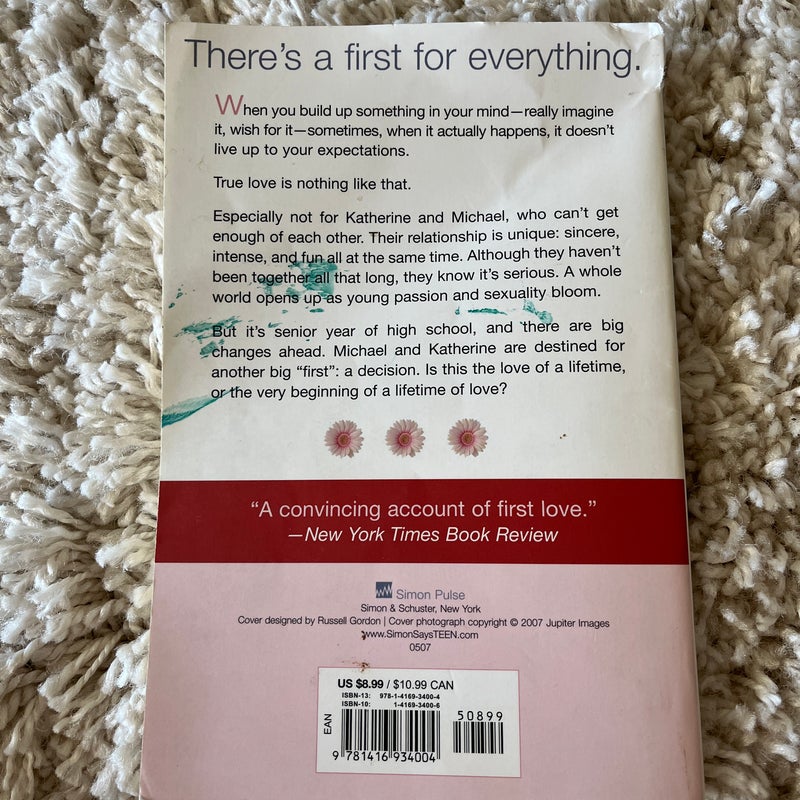 There's a first for everything.
When you build up something in your mind—really imagine
it, wish for it—sometimes, when it actually happens, it doesn't
live up to your expectations.
True love is nothing like that.
Especially not for Katherine and Michael, who can't get
enough of each other. Their relationship is unique: sincere,
intense, and fun all at the same time. Although they haven't
been together all that long, they know it's serious. A whole
world opens up as young passion and sexuality bloom.
But it's senior year of high school, and there are big
changes ahead. Michael and Katherine are destined for
another big "first": a decision. Is this the love of a lifetime,
or the very beginning of a lifetime of love?
"A convincing account of first love."
—New York Times Book Review
Simon Pulse
Simon & Schuster, New York
Cover designed by Russell Gordon | Cover photograph copyright © 2007 Jupiter Images
www.SimonSaysTEEN.com
0507
US $8.99 / $10.99 CAN
ISBN-13: 978-1-4169-3400-4
ISBN-10: 1-4169-3400-6
50899
EAN
9 781416 934004